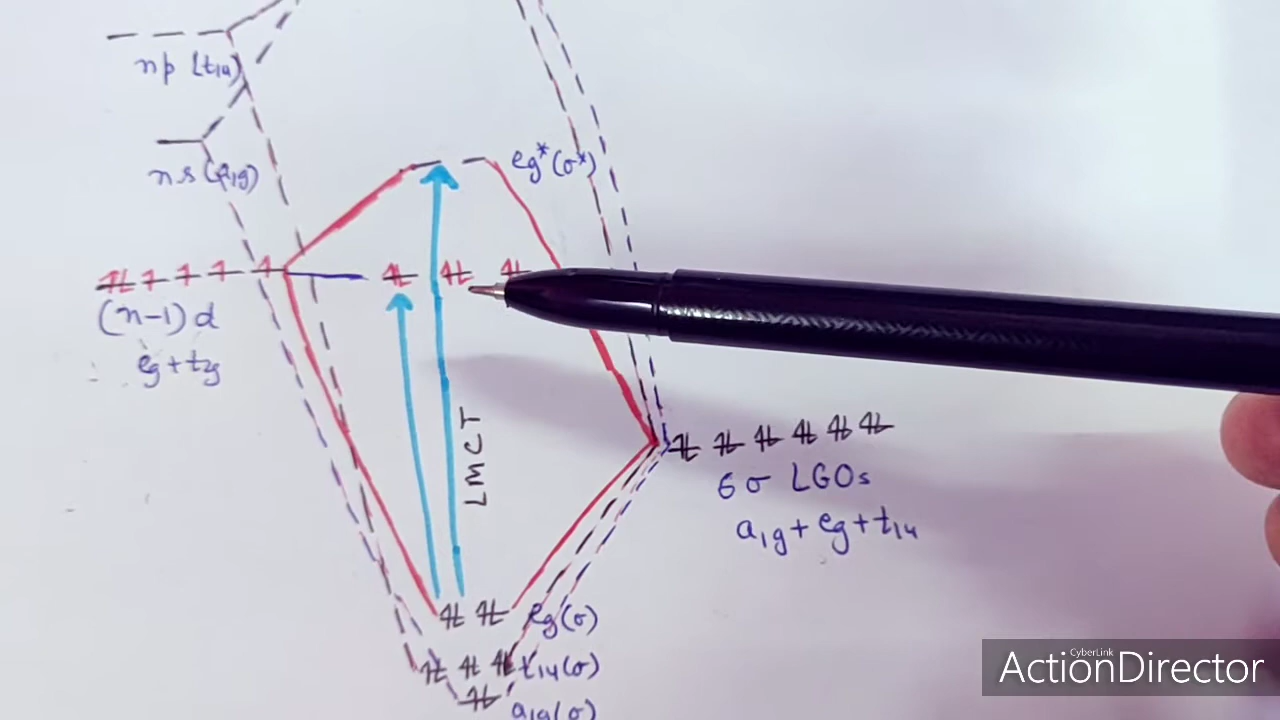 np (t₁u)
ns (a₁g)
eg*(σ*)
(n-1)d
eg + t₂g
LMCT
6σ LGOs
a₁g + eg + t₁u
eg(σ)
t₁u(σ)
a₁g(σ)
CyberLink
ActionDirector